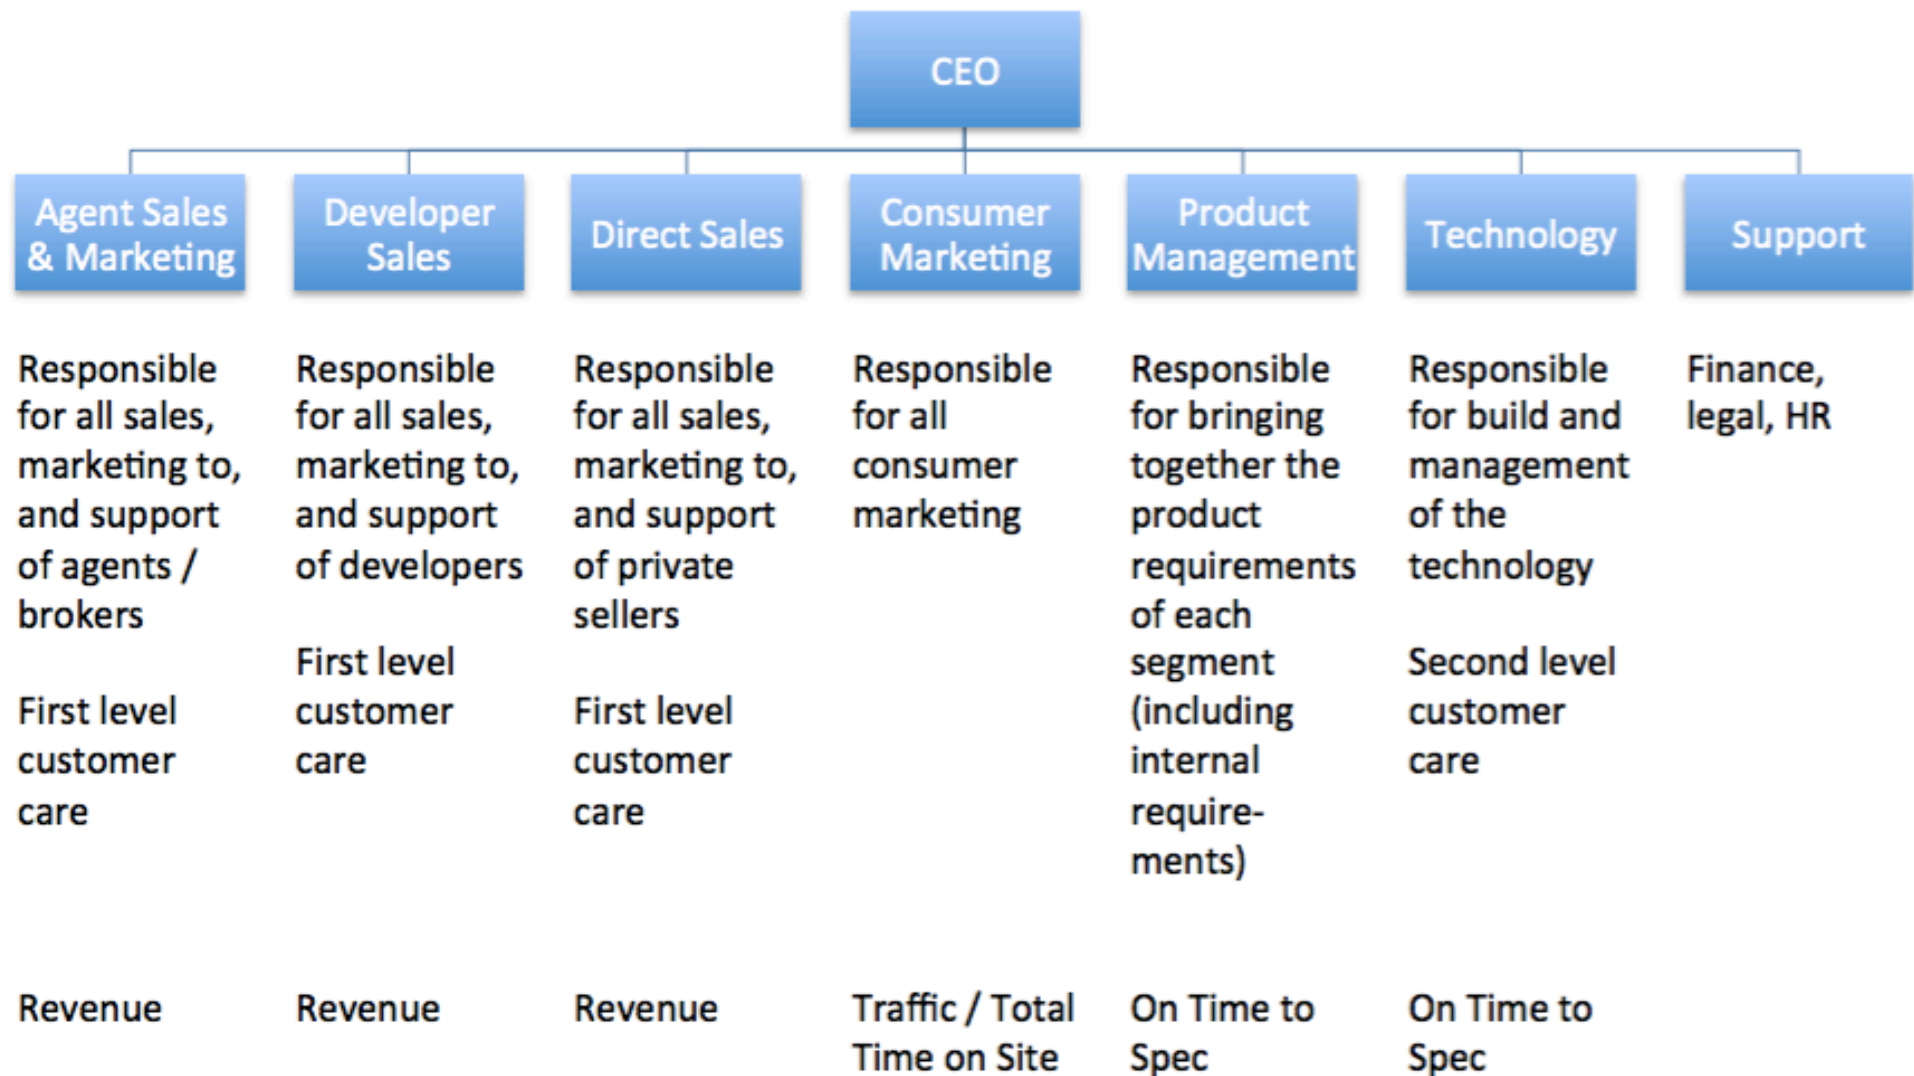 CEO
Agent Sales
& Marketing
Developer
Sales
Direct Sales
Consumer
Marketing
Product
Management
Technology
Support
Responsible
for all sales,
marketing to,
and support
of agents /
brokers
First level
customer
care
Responsible
for all sales,
marketing to,
and support
of developers
First level
customer
care
Responsible
for all sales,
marketing to,
and support
of private
sellers
First level
customer
care
Responsible
for all
consumer
marketing
Responsible
for bringing
together the
product
requirements
of each
segment
(including
internal
require-
ments)
Responsible
for build and
management
of the
technology
Second level
customer
care
Finance,
legal, HR
Revenue
Revenue
Revenue
Traffic / Total
Time on Site
On Time to
Spec
On Time to
Spec